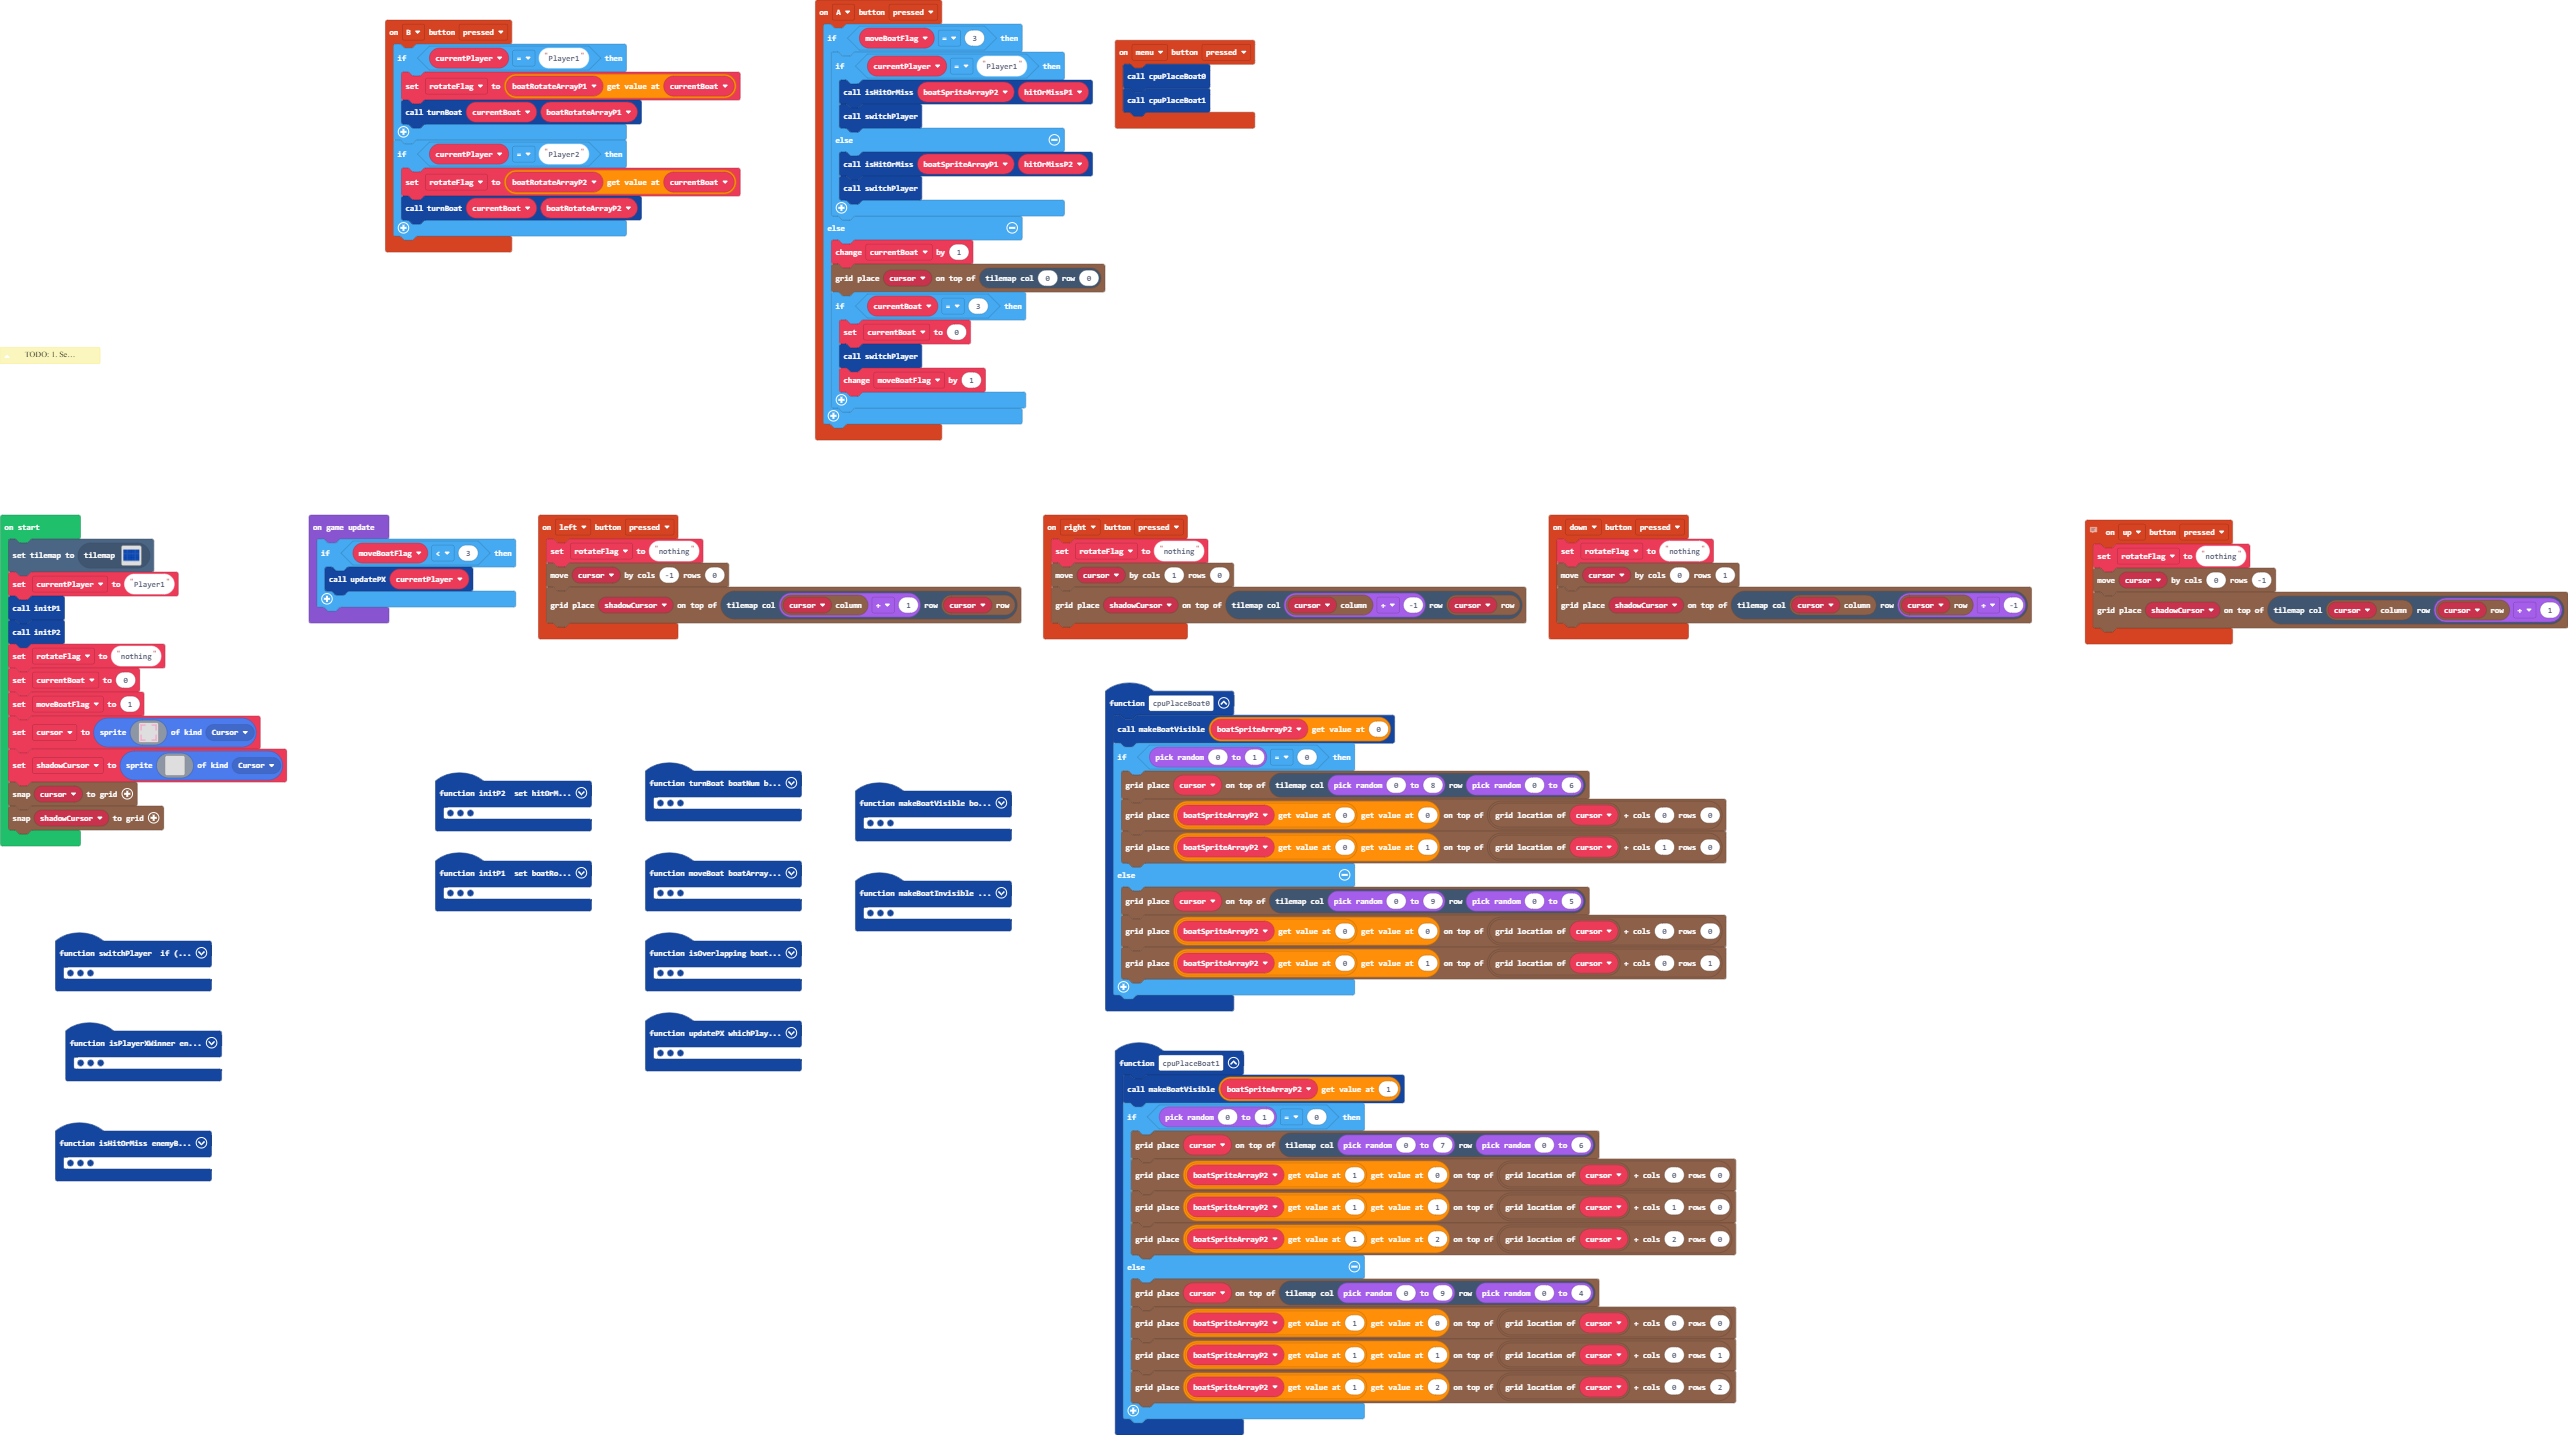 on B button pressed
if currentPlayer = "Player1" then
set rotateFlag to boatRotateArrayP1 get value at currentBoat
call turnBoat currentBoat boatRotateArrayP1
if currentPlayer = "Player2" then
set rotateFlag to boatRotateArrayP2 get value at currentBoat
call turnBoat currentBoat boatRotateArrayP2
on A button pressed
if moveBoatFlag = 3 then
if currentPlayer = "Player1" then
call isHitOrMiss boatSpriteArrayP2 hitOrMissP1
call switchPlayer
else
call isHitOrMiss boatSpriteArrayP1 hitOrMissP2
call switchPlayer
else
change currentBoat by 1
grid place cursor on top of tilemap col 0 row 0
if currentBoat = 3 then
set currentBoat to 0
call switchPlayer
change moveBoatFlag by 1
on menu button pressed
call cpuPlaceBoat0
call cpuPlaceBoat1
TODO: 1. Se...
on start
set tilemap to tilemap
set currentPlayer to "Player1"
call initP1
call initP2
set rotateFlag to "nothing"
set currentBoat to 0
set moveBoatFlag to 1
set cursor to sprite of kind Cursor
set shadowCursor to sprite of kind Cursor
snap cursor to grid
snap shadowCursor to grid
on game update
if moveBoatFlag < 3 then
call updatePX currentPlayer
on left button pressed
set rotateFlag to "nothing"
move cursor by cols -1 rows 0
grid place shadowCursor on top of tilemap col cursor column + 1 row cursor row
on right button pressed
set rotateFlag to "nothing"
move cursor by cols 1 rows 0
grid place shadowCursor on top of tilemap col cursor column + -1 row cursor row
on down button pressed
set rotateFlag to "nothing"
move cursor by cols 0 rows 1
grid place shadowCursor on top of tilemap col cursor column row cursor row + -1
on up button pressed
set rotateFlag to "nothing"
move cursor by cols 0 rows -1
grid place shadowCursor on top of tilemap col cursor column row cursor row + 1
function initP2 set hitOrM...
function initP1 set boatRo...
function turnBoat boatNum b...
function moveBoat boatArray...
function isOverlapping boat...
function updatePX whichPlay...
function makeBoatVisible bo...
function makeBoatInvisible ...
function switchPlayer if (...
function isPlayerXWinner en...
function isHitOrMiss enemyB...
function cpuPlaceBoat0
call makeBoatVisible boatSpriteArrayP2 get value at 0
if pick random 0 to 1 = 0 then
grid place cursor on top of tilemap col pick random 0 to 8 row pick random 0 to 6
grid place boatSpriteArrayP2 get value at 0 get value at 0 on top of grid location of cursor + cols 0 rows 0
grid place boatSpriteArrayP2 get value at 0 get value at 1 on top of grid location of cursor + cols 1 rows 0
else
grid place cursor on top of tilemap col pick random 0 to 9 row pick random 0 to 5
grid place boatSpriteArrayP2 get value at 0 get value at 0 on top of grid location of cursor + cols 0 rows 0
grid place boatSpriteArrayP2 get value at 0 get value at 1 on top of grid location of cursor + cols 0 rows 1
function cpuPlaceBoat1
call makeBoatVisible boatSpriteArrayP2 get value at 1
if pick random 0 to 1 = 0 then
grid place cursor on top of tilemap col pick random 0 to 7 row pick random 0 to 6
grid place boatSpriteArrayP2 get value at 1 get value at 0 on top of grid location of cursor + cols 0 rows 0
grid place boatSpriteArrayP2 get value at 1 get value at 1 on top of grid location of cursor + cols 1 rows 0
grid place boatSpriteArrayP2 get value at 1 get value at 2 on top of grid location of cursor + cols 2 rows 0
else
grid place cursor on top of tilemap col pick random 0 to 9 row pick random 0 to 4
grid place boatSpriteArrayP2 get value at 1 get value at 0 on top of grid location of cursor + cols 0 rows 0
grid place boatSpriteArrayP2 get value at 1 get value at 1 on top of grid location of cursor + cols 0 rows 1
grid place boatSpriteArrayP2 get value at 1 get value at 2 on top of grid location of cursor + cols 0 rows 2